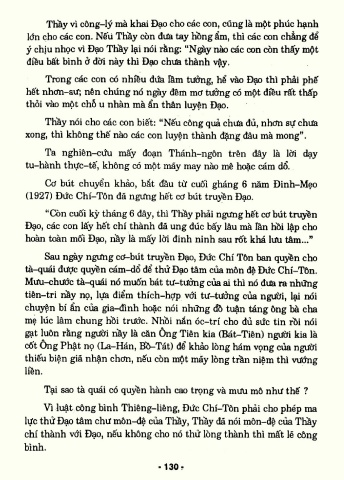 Thầy vì công–lý mà khai Đạo cho các con, cũng là một phúc hạnh
lớn cho các con. Nếu Thầy còn đưa tay hồng ẩm, thì các con chẳng để
ý chịu nhọc vì Đạo Thầy lại nói rằng: “Ngày nào các con còn thấy một
điều bất bình ở đời này thì Đạo chưa thành vậy.
Trong các con có nhiều đứa lầm tưởng, hể vào Đạo thì phải phế
hết nhơn–sự; nên chúng nó ngày đêm mơ tưởng có một điều rất thấp
thỏi vào một chỗ u nhàn mà ẩn thân luyện Đạo.
Thầy nói cho các con biết: “Nếu công quả chưa đủ, nhơn sự chưa
xong, thì không thể nào các con luyện thành đặng đâu mà mong”.
Ta nghiên–cứu mấy đoạn Thánh–ngôn trên đây là lời dạy
tu–hành thực–tế, không có một mảy may nào mê hoặc cám dổ.
Cơ bút chuyển khảo, bắt đầu từ cuối gháng 6 năm Đinh–Mẹo
(1927) Đức Chí–Tôn đã ngưng hết cơ bút truyền Đạo.
“Còn cuối kỳ tháng 6 đây, thì Thầy phải ngưng hết cơ bút truyền
Đạo, các con lấy hết chí thành đã ung đúc bấy lâu mà lần hồi lập cho
hoàn toàn mối Đạo, nầy là mấy lời đinh ninh sau rốt khá lưu tâm...”
Sau ngày ngưng cơ–bút truyền Đạo, Đức Chí–Tôn ban quyền cho
tà–quái được quyền cám–dổ để thử Đạo tâm của môn đệ Đức Chí–Tôn.
Mưu–chước tà–quái nó muốn bát tư–tưởng của ai thì nó đưa ra những
tiên–tri nầy nọ, lựa điểm thích–hợp với tư–tưởng của người, lại nói
chuyện bí ẩn của gia–đình hoặc nói những đồ tuận táng ông bà cha
mẹ lúc lâm chung hồi trước. Nhồi nắn óc–trí cho đủ sức tin rồi nói
gạt luôn rằng người nầy là căn Ông Tiên kia (Bát–Tiên) người kia là
cốt Ông Phật nọ (La–Hán, Bồ–Tát) để khảo lòng hám vọng của người
thiếu biện giã nhận chơn, nếu còn một mảy lòng trần niệm thì vướng
liền.
Tại sao tà quái có quyền hành cao trọng và mưu mô như thế ?
Vì luật công bình Thiêng–liêng, Đức Chí–Tôn phải cho phép ma
lực thử Đạo tâm chư môn–đệ của Thầy, Thầy đã nói môn–đệ của Thầy
chí thành với Đạo, nếu không cho nó thử lòng thành thì mất lẽ công
bình.
- 130 -